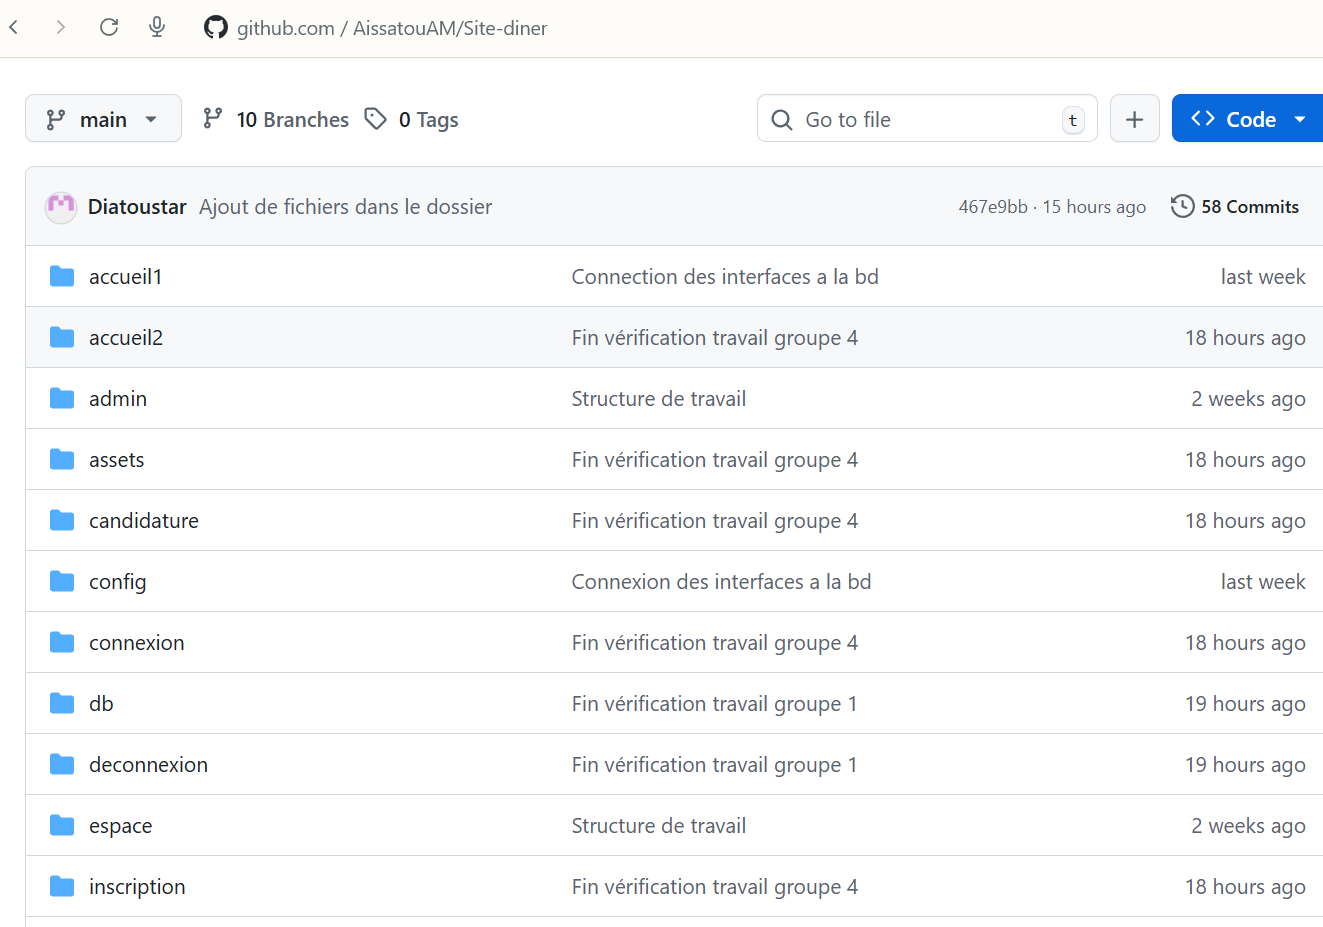 github.com / AissatouAM/Site-diner
main 10 Branches 0 Tags Go to file t Code
Diatoustar Ajout de fichiers dans le dossier 467e9bb · 15 hours ago 58 Commits
accueil1 Connection des interfaces a la bd last week
accueil2 Fin vérification travail groupe 4 18 hours ago
admin Structure de travail 2 weeks ago
assets Fin vérification travail groupe 4 18 hours ago
candidature Fin vérification travail groupe 4 18 hours ago
config Connexion des interfaces a la bd last week
connexion Fin vérification travail groupe 4 18 hours ago
db Fin vérification travail groupe 1 19 hours ago
deconnexion Fin vérification travail groupe 1 19 hours ago
espace Structure de travail 2 weeks ago
inscription Fin vérification travail groupe 4 18 hours ago